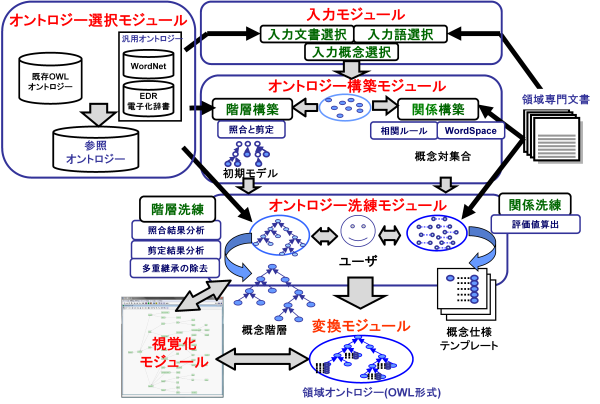 オントロジー選択モジュール
汎用オントロジー
既存OWL
オントロジー
WordNet
EDR
電子化辞書
参照
オントロジー
入力モジュール
入力文書選択
入力語選択
入力概念選択
領域専門文書
オントロジー構築モジュール
階層構築
関係構築
照合と剪定
相関ルール
WordSpace
初期モデル
概念対集合
オントロジー洗練モジュール
階層洗練
照合結果分析
剪定結果分析
多重継承の除去
関係洗練
評価値算出
ユーザ
概念階層
概念仕様
テンプレート
変換モジュール
視覚化
モジュール
領域オントロジー(OWL形式)